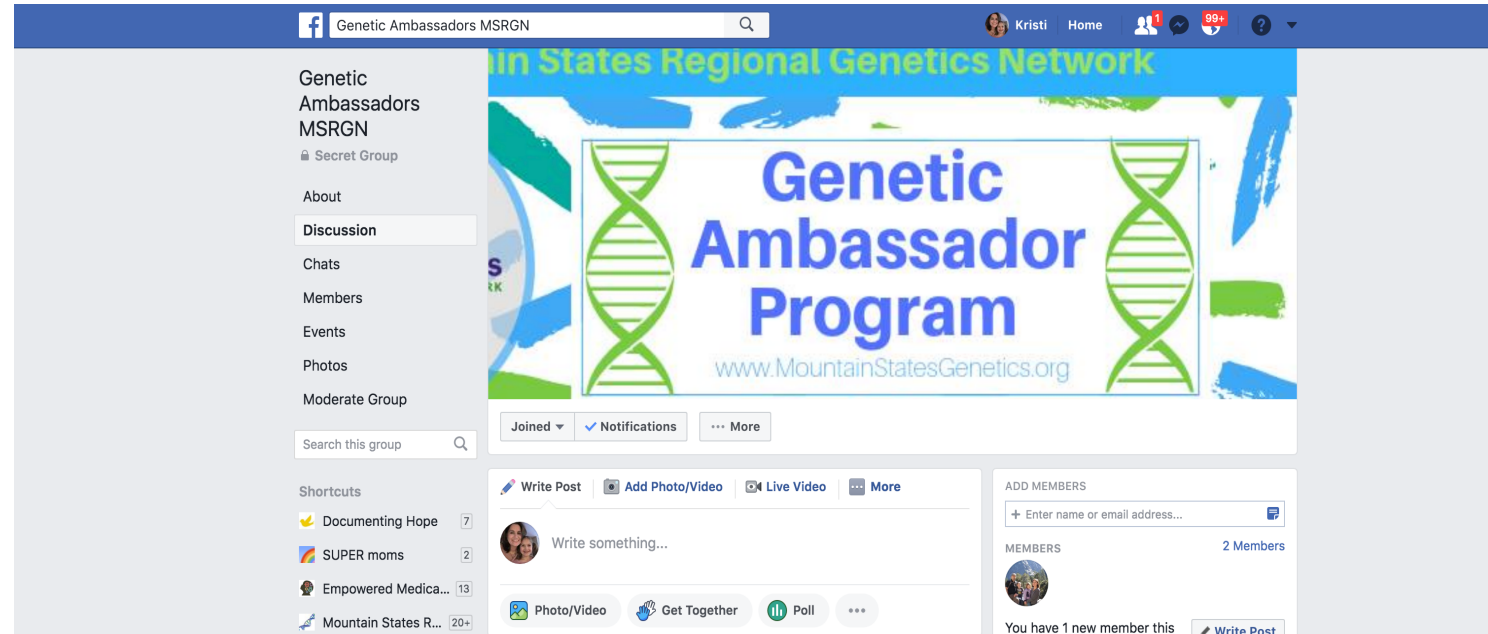 Genetic Ambassadors MSRGN
Kristi
Home
1
99+
?
Genetic
Ambassadors
MSRGN
Secret Group
About
Discussion
Chats
Members
Events
Photos
Moderate Group
Search this group
Shortcuts
Documenting Hope 7
SUPER moms 2
Empowered Medica... 13
Mountain States R... 20+
in States Regional Genetics Network
S
RK
Genetic
Ambassador
Program
www.MountainStatesGenetics.org
Joined
Notifications
... More
Write Post
Add Photo/Video
Live Video
More
Write something...
Photo/Video
Get Together
Poll
...
ADD MEMBERS
+ Enter name or email address...
MEMBERS
2 Members
You have 1 new member this
Write Post